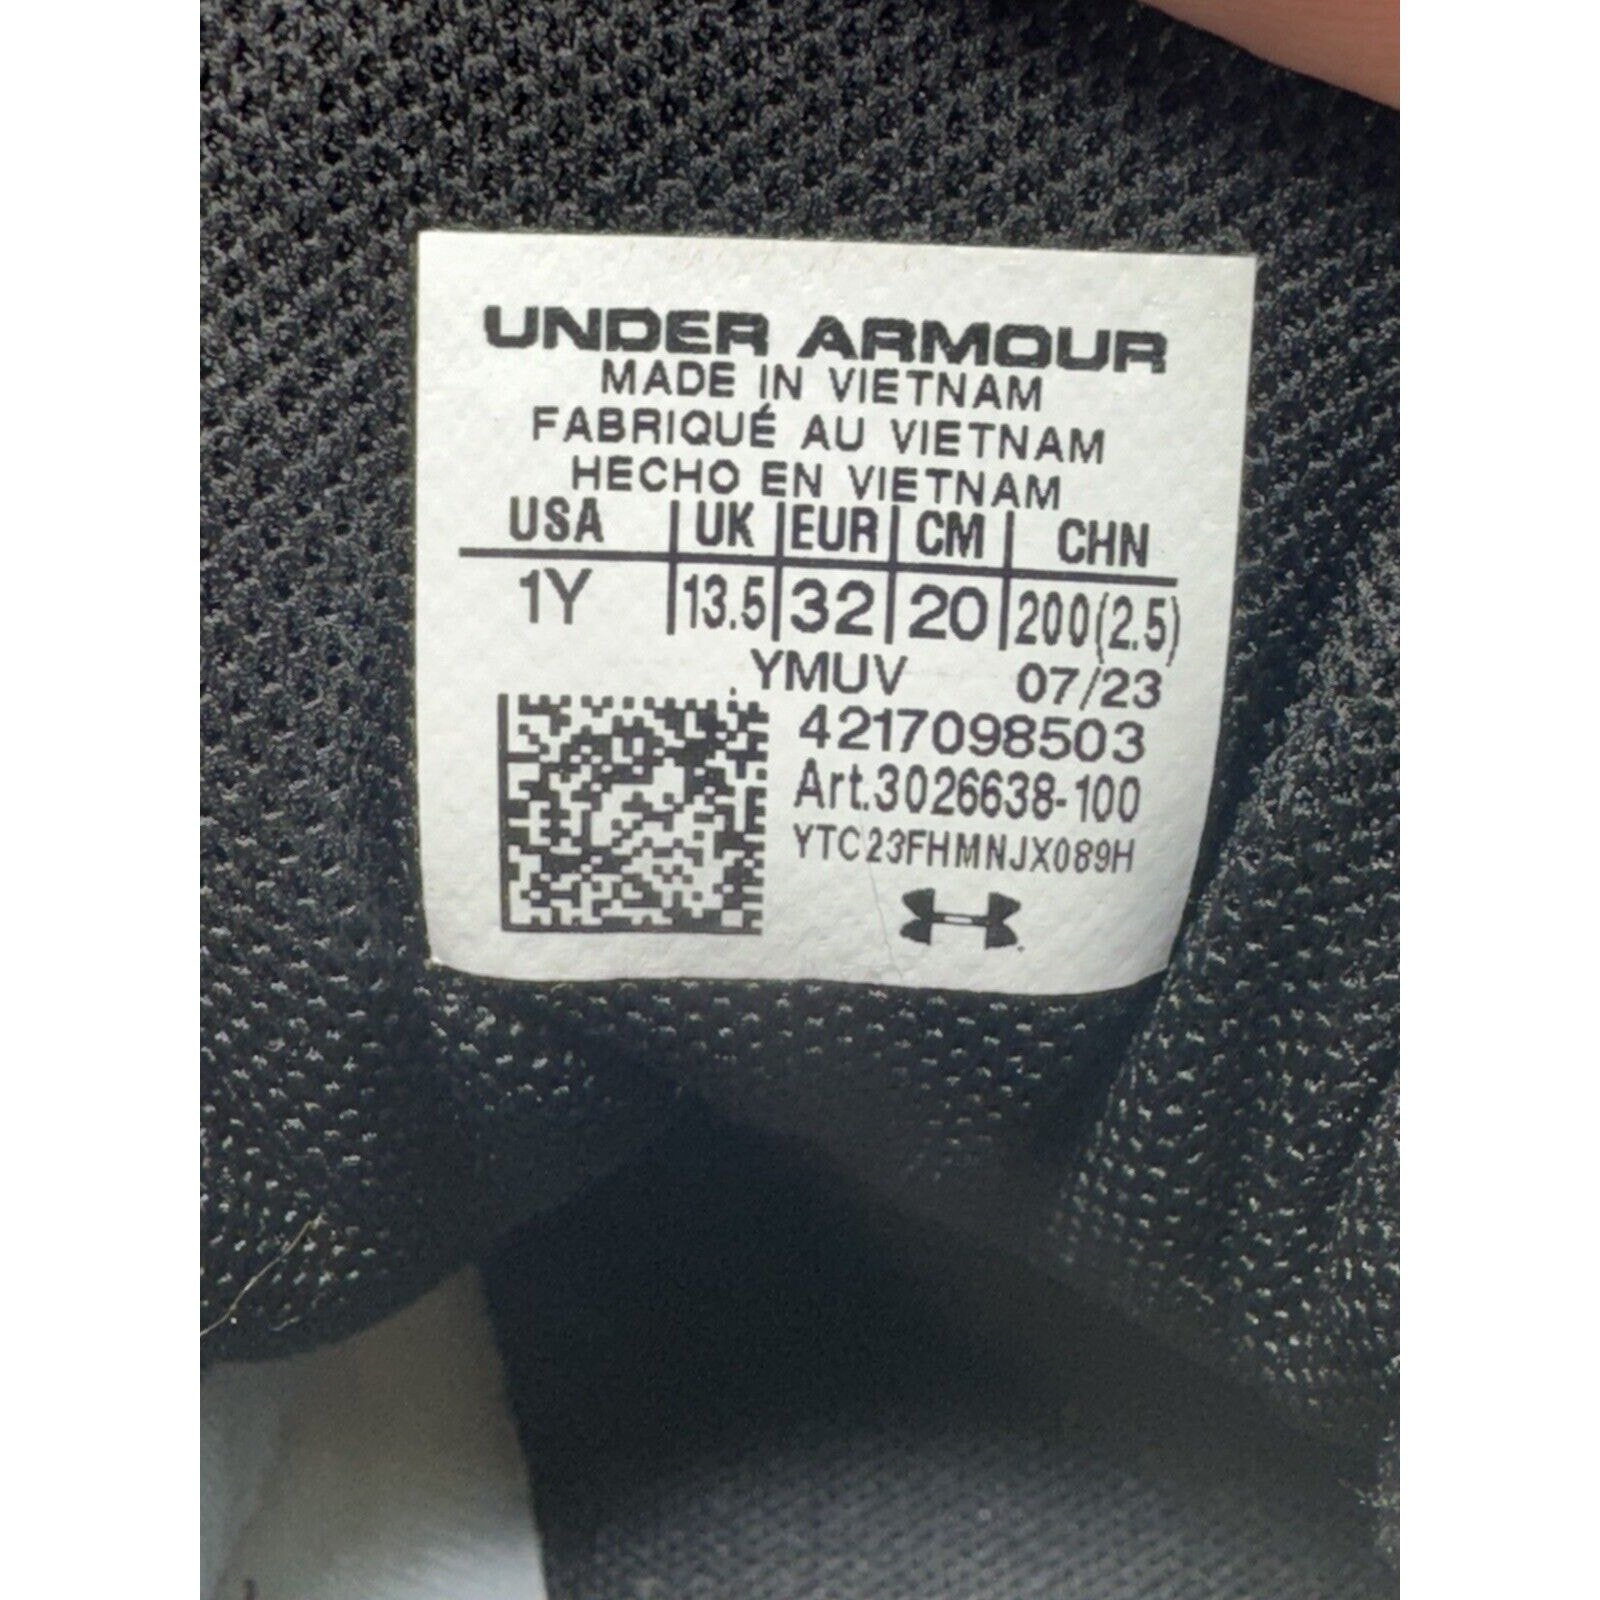 UNDER ARMOUR
MADE IN VIETNAM
FABRIQUÉ AU VIETNAM
HECHO EN VIETNAM
USA | UK | EUR | CM | CHN
1Y | 13.5 | 32 | 20 | 200(2.5)
YMUV 07/23
4217098503
Art.3026638-100
YTC23FHMNJX089H